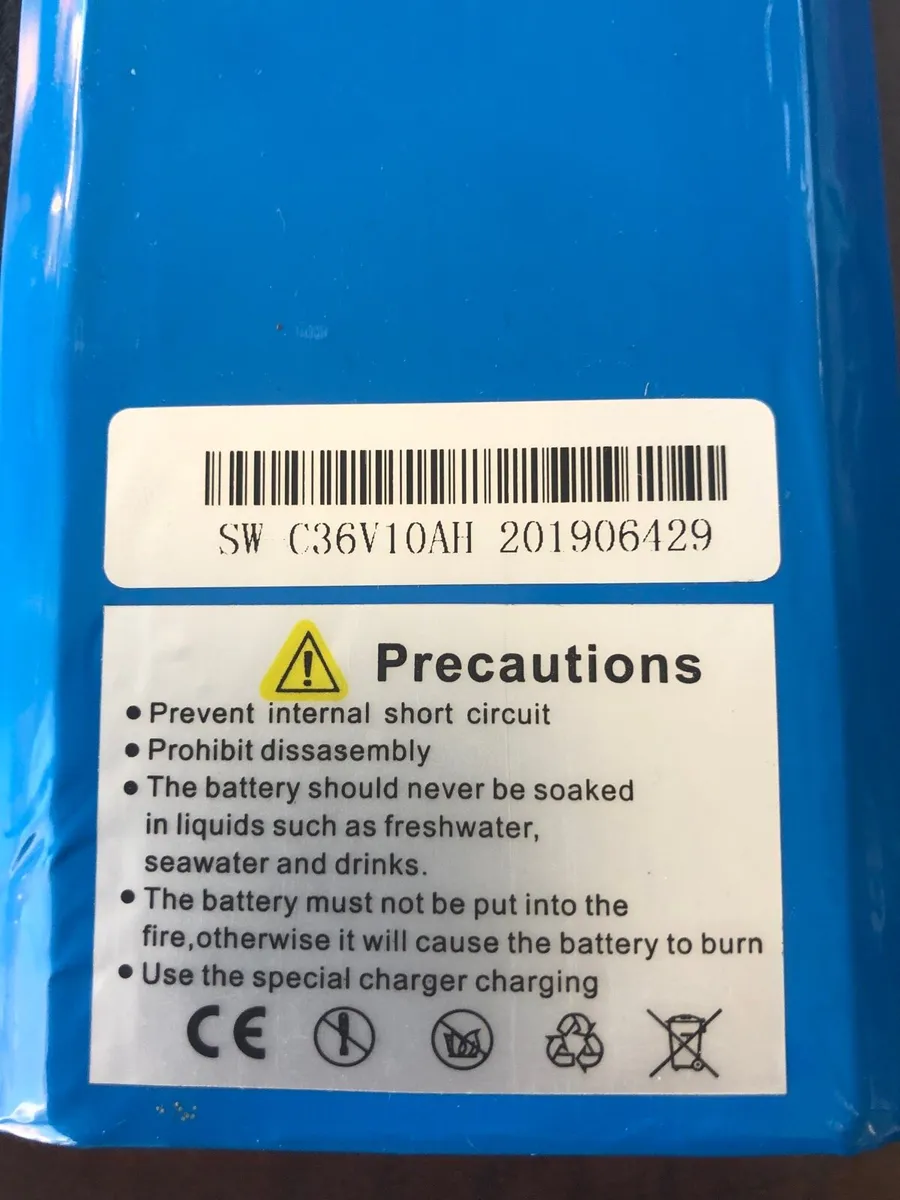 SW C36V10AH 201906429
Precautions
● Prevent internal short circuit
● Prohibit dissasembly
● The battery should never be soaked
in liquids such as freshwater,
seawater and drinks.
● The battery must not be put into the
fire,otherwise it will cause the battery to burn
● Use the special charger charging
CE